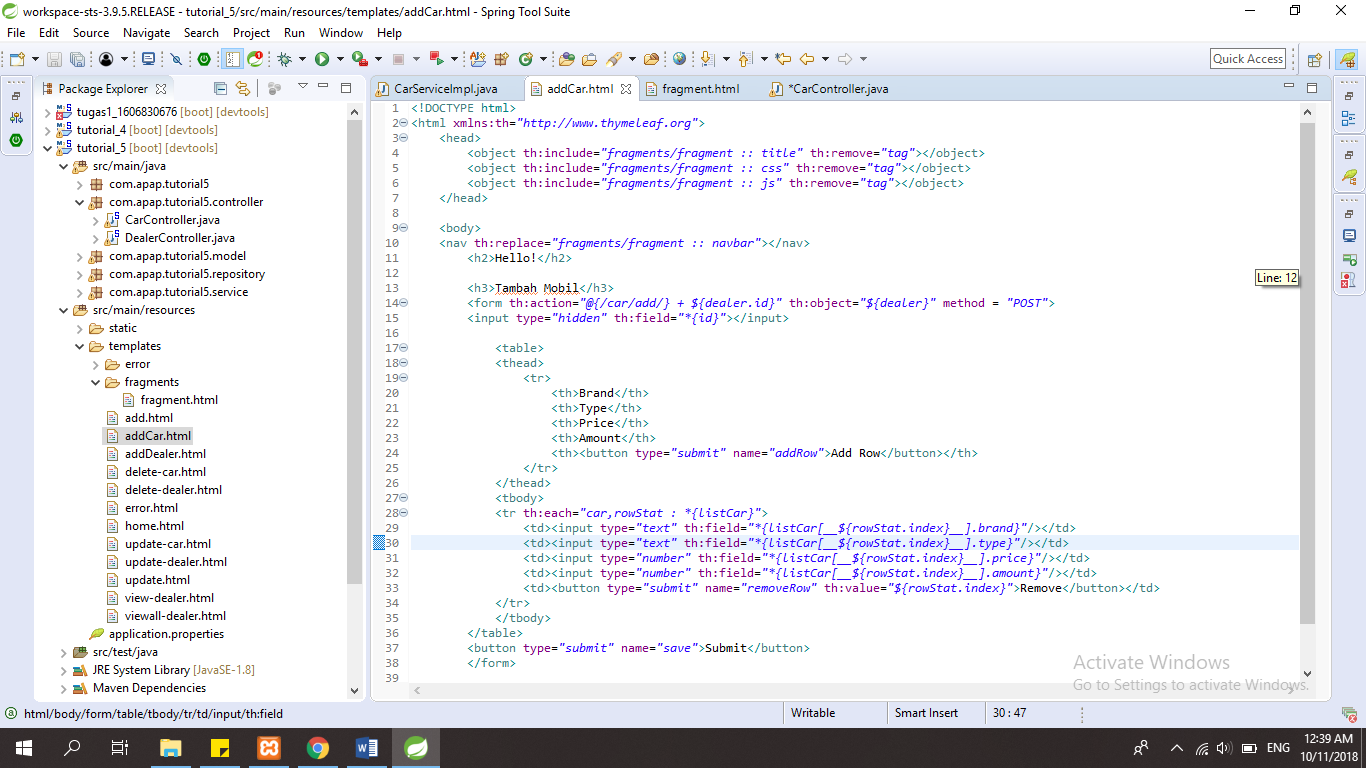 workspace-sts-3.9.5.RELEASE - tutorial_5/src/main/resources/templates/addCar.html - Spring Tool Suite
File Edit Source Navigate Search Project Run Window Help
Quick Access
Package Explorer
tugas1_1606830676 [boot] [devtools]
tutorial_4 [boot] [devtools]
tutorial_5 [boot] [devtools]
src/main/java
com.apap.tutorial5
com.apap.tutorial5.controller
CarController.java
DealerController.java
com.apap.tutorial5.model
com.apap.tutorial5.repository
com.apap.tutorial5.service
src/main/resources
static
templates
error
fragments
fragment.html
add.html
addCar.html
addDealer.html
delete-car.html
delete-dealer.html
error.html
home.html
update-car.html
update-dealer.html
update.html
view-dealer.html
viewall-dealer.html
application.properties
src/test/java
JRE System Library [JavaSE-1.8]
Maven Dependencies
CarServiceImpl.java addCar.html fragment.html *CarController.java
1 <!DOCTYPE html>
2 <html xmlns:th="http://www.thymeleaf.org">
3 <head>
4 <object th:include="fragments/fragment :: title" th:remove="tag"></object>
5 <object th:include="fragments/fragment :: css" th:remove="tag"></object>
6 <object th:include="fragments/fragment :: js" th:remove="tag"></object>
7 </head>
8
9 <body>
10 <nav th:replace="fragments/fragment :: navbar"></nav>
11 <h2>Hello!</h2>
12
13 <h3>Tambah Mobil</h3>
14 <form th:action="@{/car/add/} + ${dealer.id}" th:object="${dealer}" method = "POST">
15 <input type="hidden" th:field="*{id}"></input>
16
17 <table>
18 <thead>
19 <tr>
20 <th>Brand</th>
21 <th>Type</th>
22 <th>Price</th>
23 <th>Amount</th>
24 <th><button type="submit" name="addRow">Add Row</button></th>
25 </tr>
26 </thead>
27 <tbody>
28 <tr th:each="car,rowStat : *{listCar}">
29 <td><input type="text" th:field="*{listCar[__${rowStat.index}__].brand}"/></td>
30 <td><input type="text" th:field="*{listCar[__${rowStat.index}__].type}"/></td>
31 <td><input type="number" th:field="*{listCar[__${rowStat.index}__].price}"/></td>
32 <td><input type="number" th:field="*{listCar[__${rowStat.index}__].amount}"/></td>
33 <td><button type="submit" name="removeRow" th:value="${rowStat.index}">Remove</button></td>
34 </tr>
35 </tbody>
36 </table>
37 <button type="submit" name="save">Submit</button>
38 </form>
39
Line: 12
Activate Windows
Go to Settings to activate Windows.
html/body/form/table/tbody/tr/td/input/th:field
Writable Smart Insert 30 : 47
ENG
12:39 AM
10/11/2018